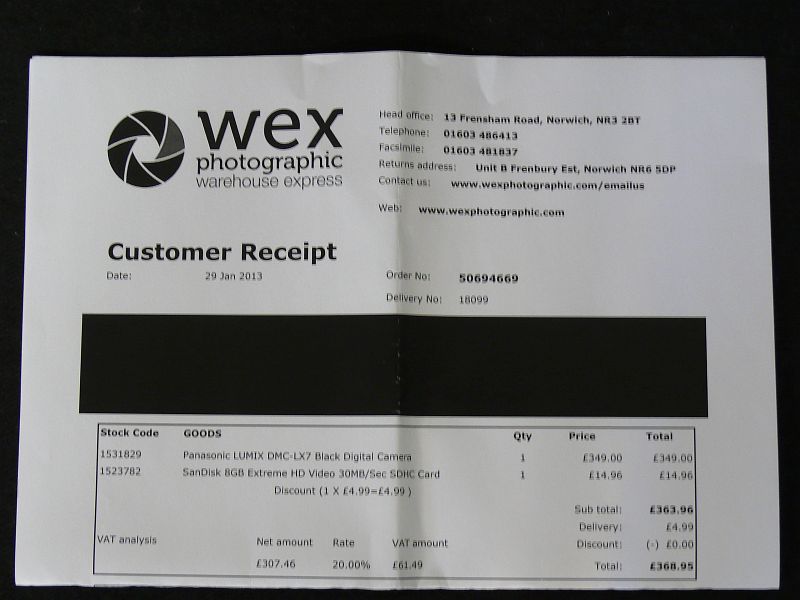 wex
photographic
warehouse express
Head office: 13 Frensham Road, Norwich, NR3 2BT
Telephone: 01603 486413
Facsimile: 01603 481837
Returns address: Unit B Frenbury Est, Norwich NR6 5DP
Contact us: www.wexphotographic.com/emailus
Web: www.wexphotographic.com
Customer Receipt
Date: 29 Jan 2013
Order No: 50694669
Delivery No: 18099
Stock Code GOODS Qty Price Total
1531829 Panasonic LUMIX DMC-LX7 Black Digital Camera 1 £349.00 £349.00
1523782 SanDisk 8GB Extreme HD Video 30MB/Sec SDHC Card 1 £14.96 £14.96
Discount (1 X £4.99=£4.99 )
Sub total: £363.96
Delivery: £4.99
VAT analysis Net amount Rate VAT amount Discount: (-) £0.00
£307.46 20.00% £61.49 Total: £368.95